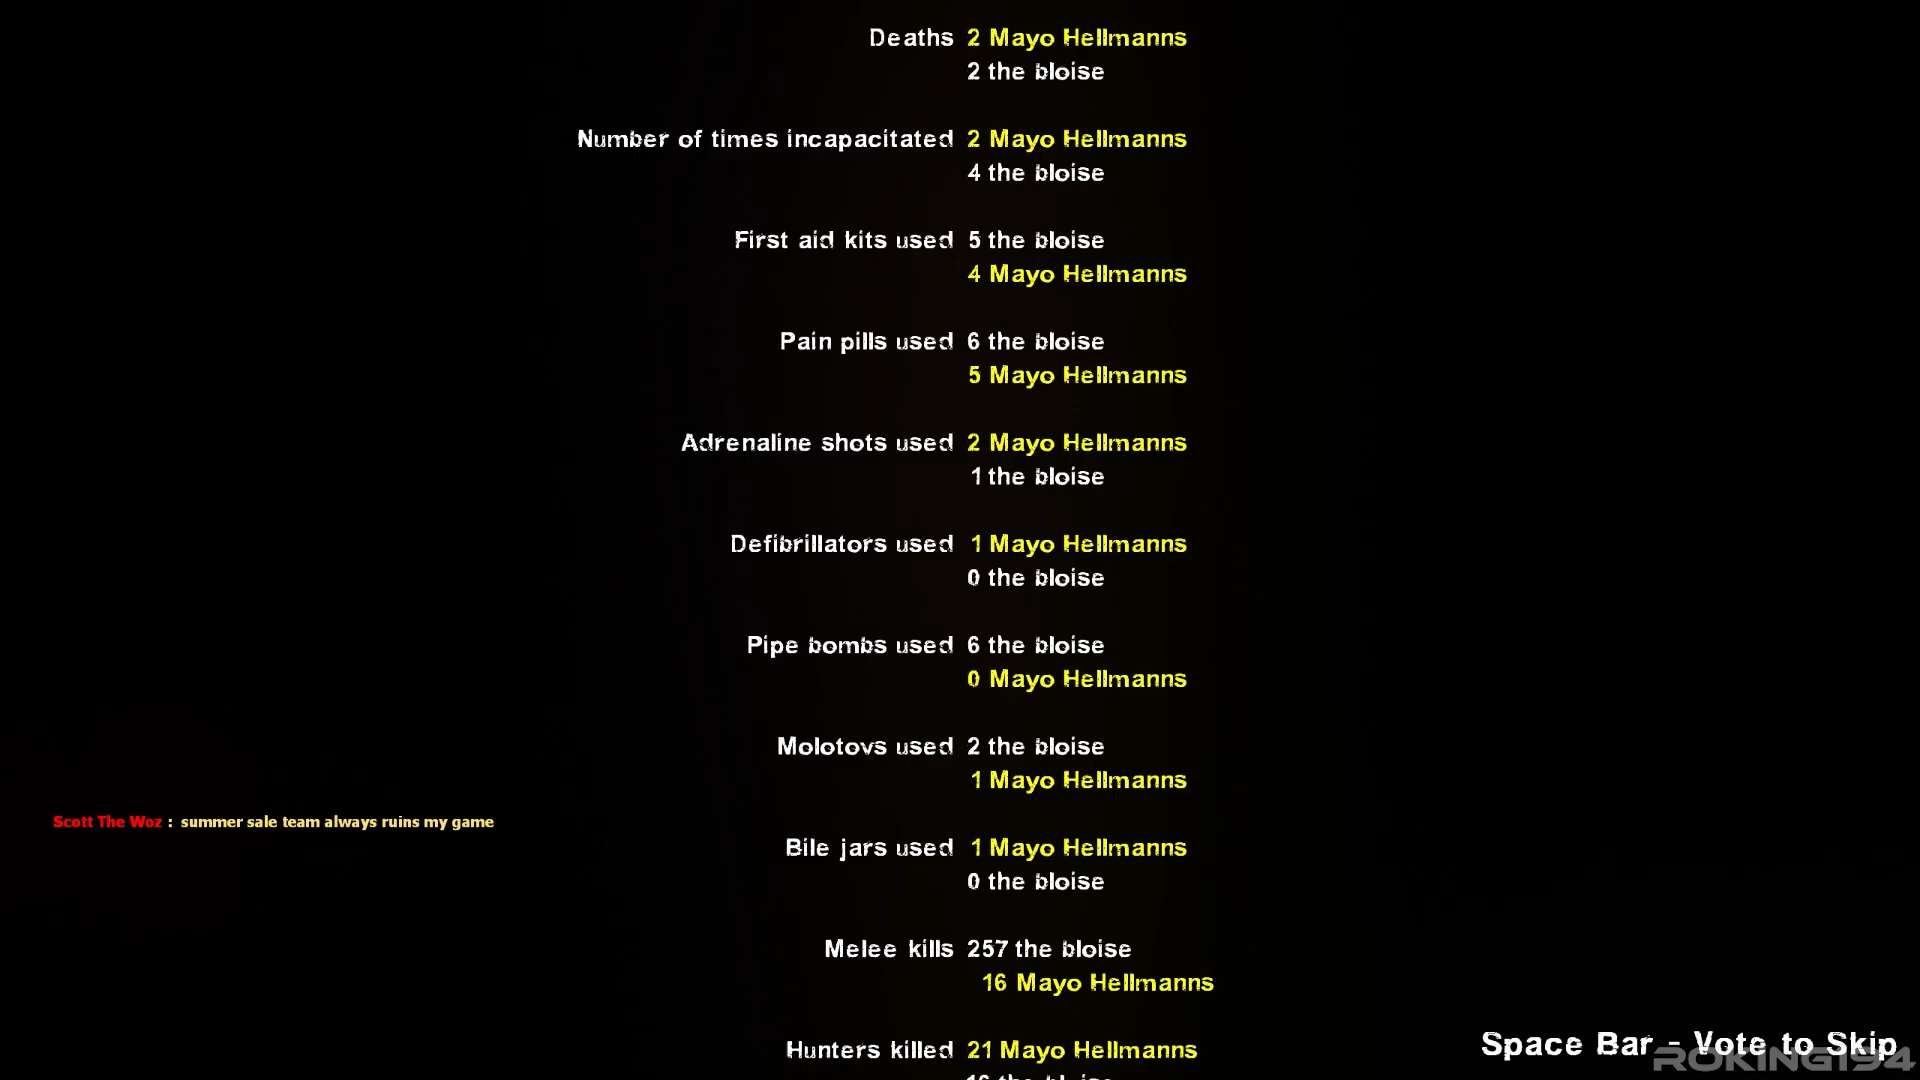 Deaths 2 Mayo Hellmanns
2 the bloise
Number of times incapacitated 2 Mayo Hellmanns
4 the bloise
First aid kits used 5 the bloise
4 Mayo Hellmanns
Pain pills used 6 the bloise
5 Mayo Hellmanns
Adrenaline shots used 2 Mayo Hellmanns
1 the bloise
Defibrillators used 1 Mayo Hellmanns
0 the bloise
Pipe bombs used 6 the bloise
0 Mayo Hellmanns
Molotovs used 2 the bloise
1 Mayo Hellmanns
Scott The Woz : summer sale team always ruins my game
Bile jars used 1 Mayo Hellmanns
0 the bloise
Melee kills 257 the bloise
16 Mayo Hellmanns
Hunters killed 21 Mayo Hellmanns
the bloise
Space Bar - Vote to Skip
ROKING194